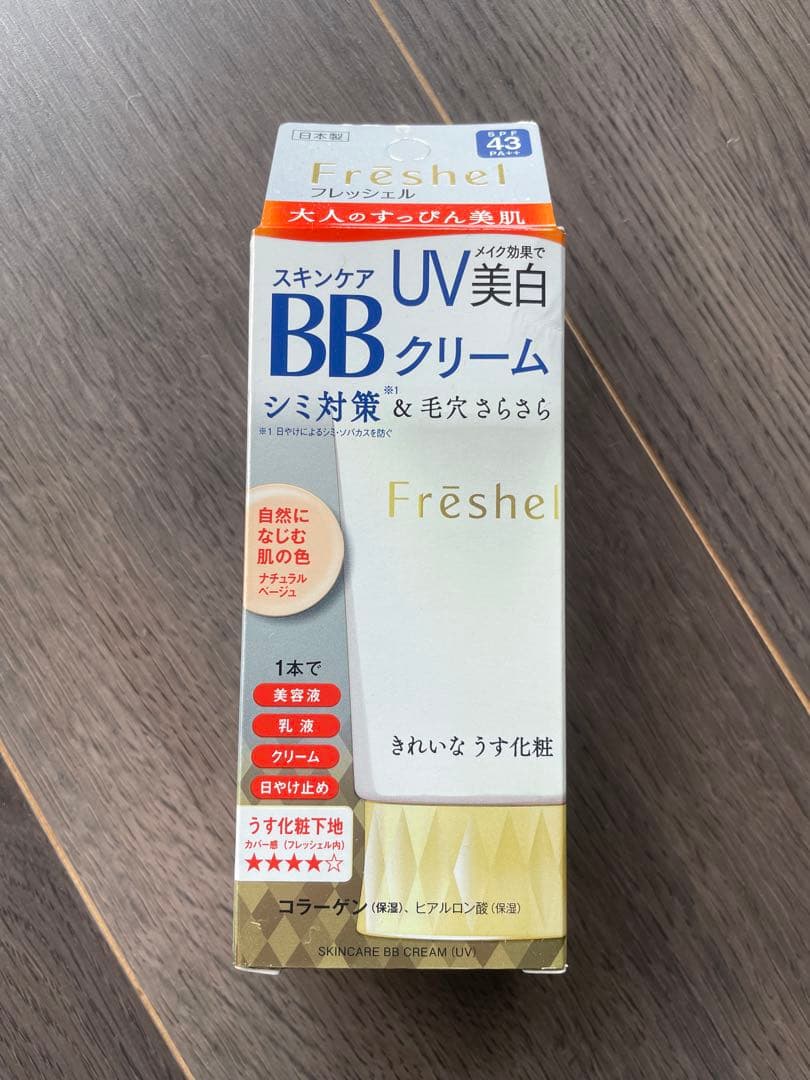 日本製
SPF
43
PA++
Frēshel
フレッシェル
大人のすっぴん美肌
メイク効果で
UV美白
スキンケア
BBクリーム
シミ対策※1 & 毛穴 さらさら
※1 日やけによるシミ・ソバカスを防ぐ
Frēshel
自然に
なじむ
肌の色
ナチュラル
ベージュ
1本で
美容液
乳液
クリーム
日やけ止め
きれいな うす化粧
うす化粧下地
カバー感（フレッシェル内）
★★★★☆
コラーゲン（保湿）、ヒアルロン酸（保湿）
SKINCARE BB CREAM (UV)